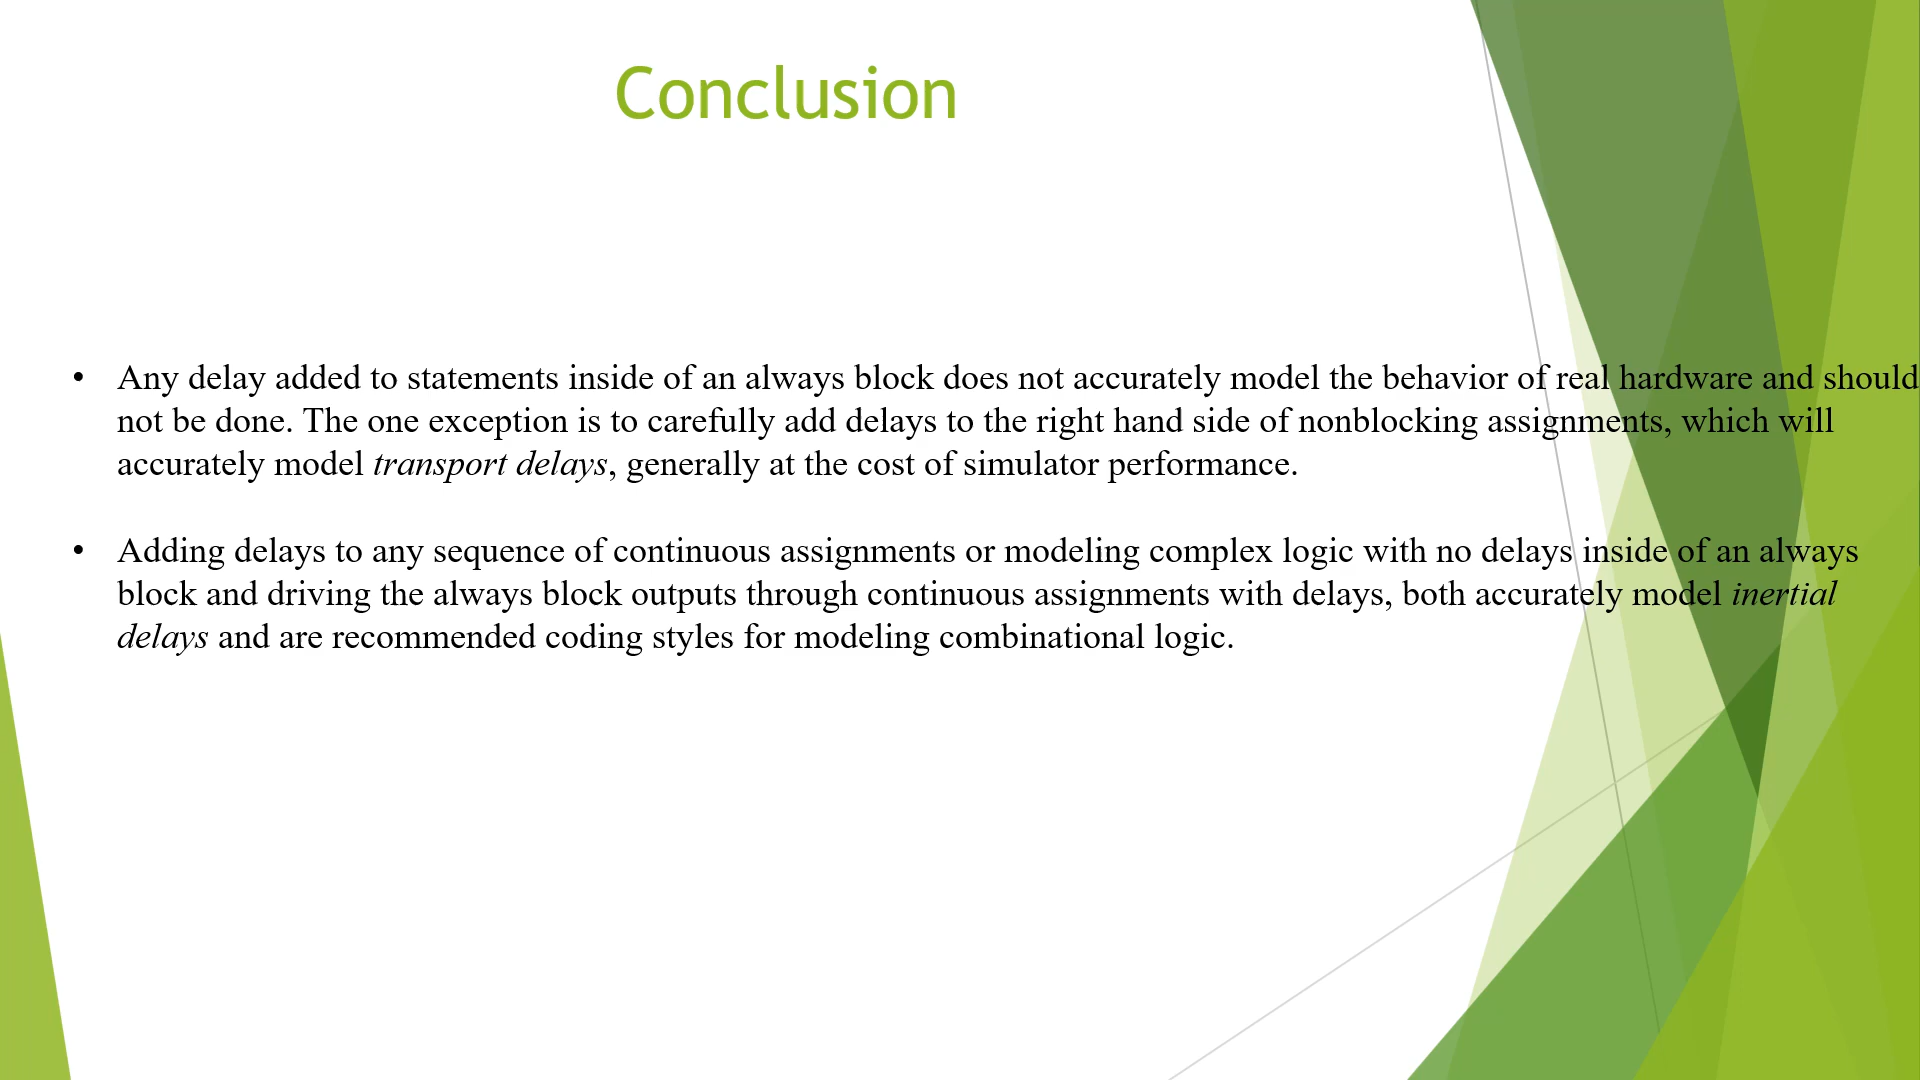 Conclusion
• Any delay added to statements inside of an always block does not accurately model the behavior of real hardware and should
not be done. The one exception is to carefully add delays to the right hand side of nonblocking assignments, which will
accurately model transport delays, generally at the cost of simulator performance.
• Adding delays to any sequence of continuous assignments or modeling complex logic with no delays inside of an always
block and driving the always block outputs through continuous assignments with delays, both accurately model inertial
delays and are recommended coding styles for modeling combinational logic.